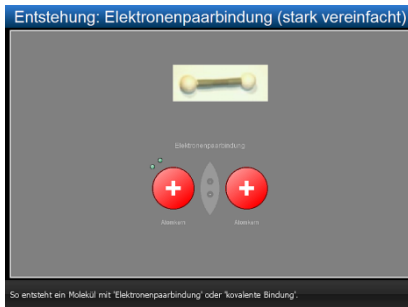 Entstehung: Elektronenpaarbindung (stark vereinfacht)
Elektronenpaarbindung
+ +
Atomkern Atomkern
So entsteht ein Molekül mit 'Elektronenpaarbindung' oder 'kovalente Bindung'.